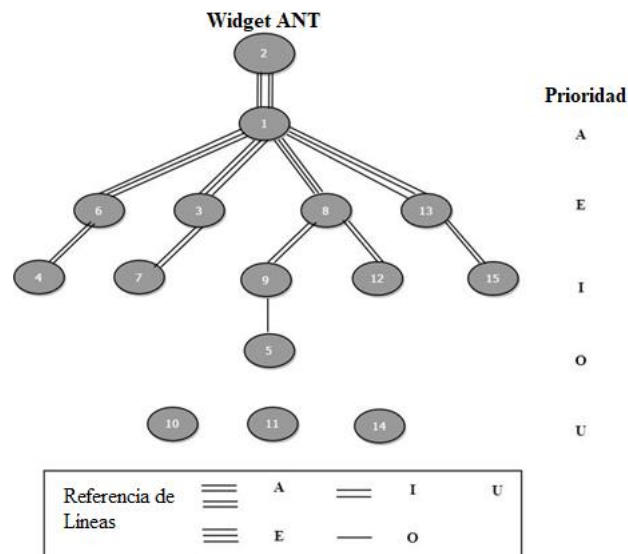 Widget ANT
2
Prioridad
1
A
6
3
8
13
E
4
7
9
12
15
I
5
O
10
11
14
U
Referencia de
Líneas
A
I
U
E
O